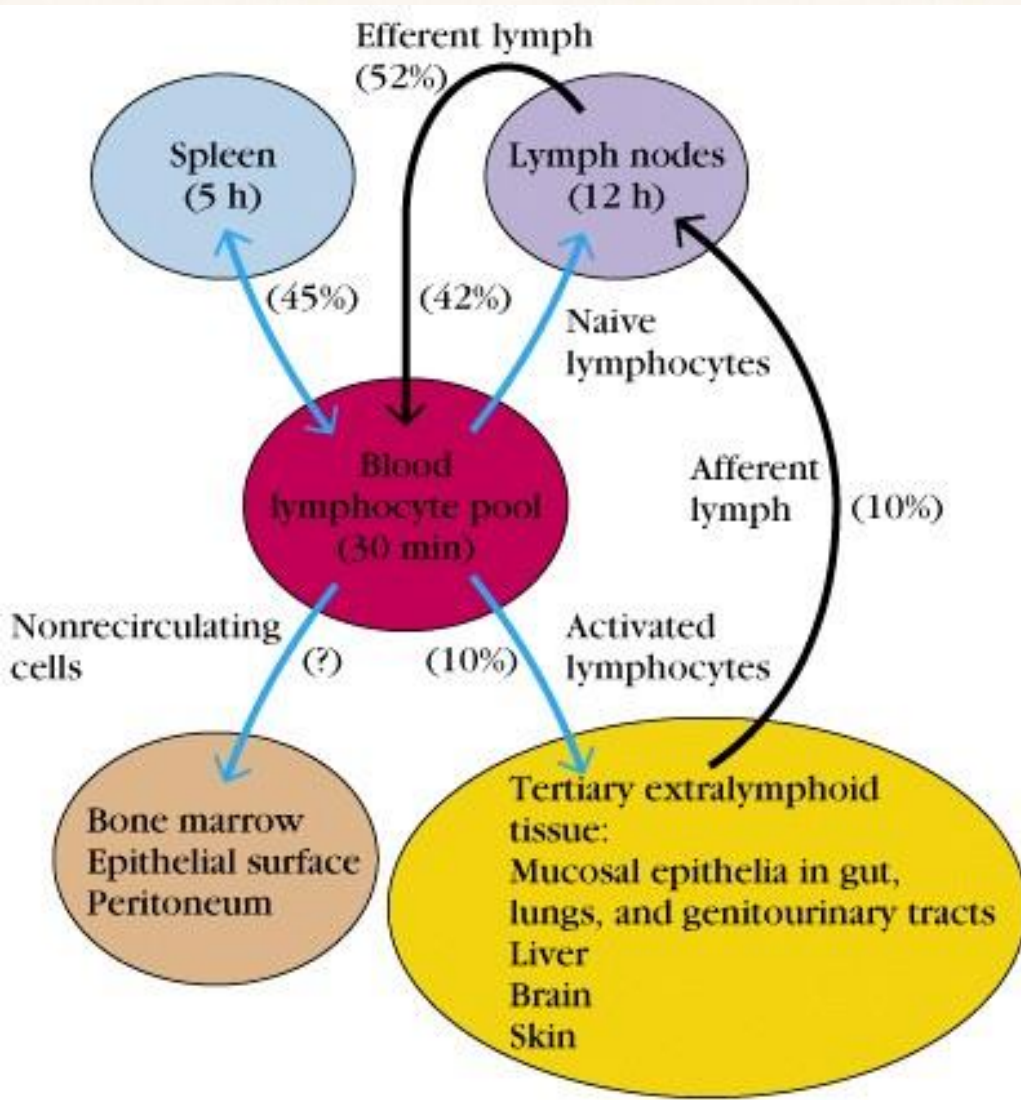 Efferent lymph
(52%)
Spleen
(5 h)
Lymph nodes
(12 h)
(45%)
(42%)
Naive
lymphocytes
Blood
lymphocyte pool
(30 min)
Afferent
lymph
(10%)
Nonrecirculating
cells
(?)
(10%)
Activated
lymphocytes
Bone marrow
Epithelial surface
Peritoneum
Tertiary extralymphoid
tissue:
Mucosal epithelia in gut,
lungs, and genitourinary tracts
Liver
Brain
Skin